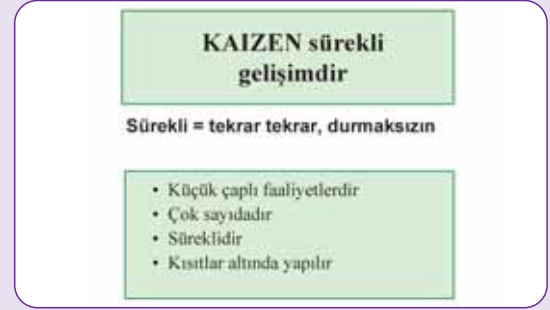 KAIZEN sürekli
gelişimdir
Sürekli = tekrar tekrar, durmaksızın
• Küçük çaplı faaliyetlerdir
• Çok sayıdadır
• Süreklidir
• Kısıtlar altında yapılır